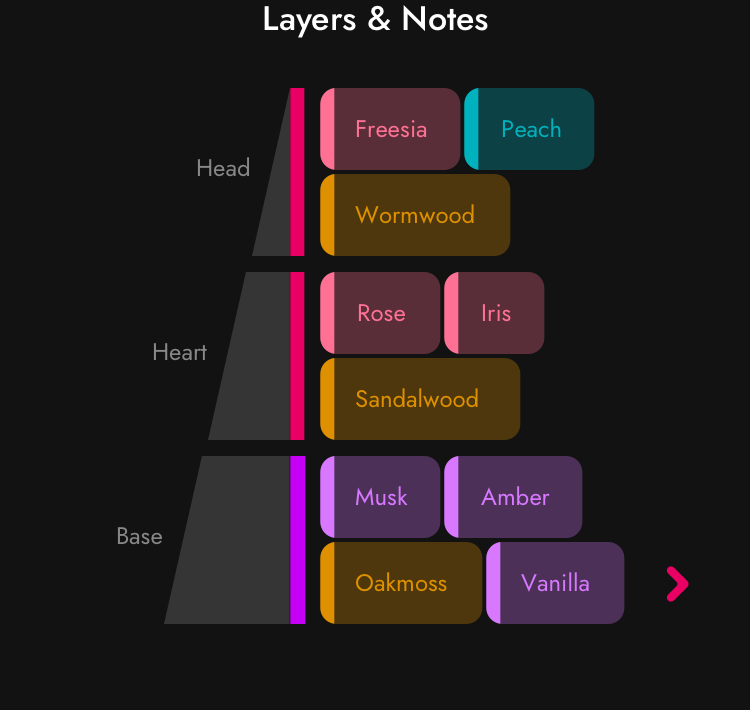 Layers & Notes
Head
Freesia Peach
Wormwood
Heart
Rose Iris
Sandalwood
Base
Musk Amber
Oakmoss Vanilla